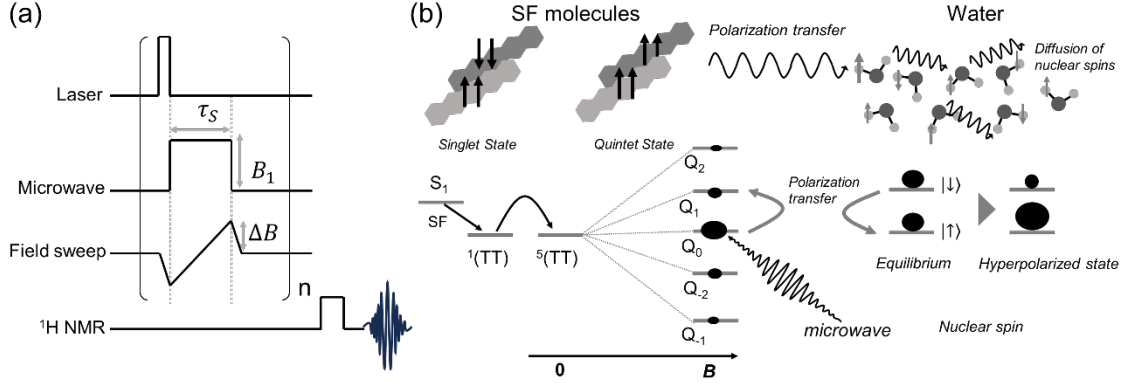 (a)
Laser
τ_S
Microwave
B₁
Field sweep
ΔB
n
¹H NMR
(b)
SF molecules
Water
Polarization transfer
Diffusion of
nuclear spins
Singlet State
Quintet State
S₁
SF
¹(TT)
⁵(TT)
Q₂
Q₁
Q₀
Q₋₂
Q₋₁
Polarization
transfer
|↓⟩
|↑⟩
Equilibrium
Hyperpolarized state
microwave
Nuclear spin
0
B